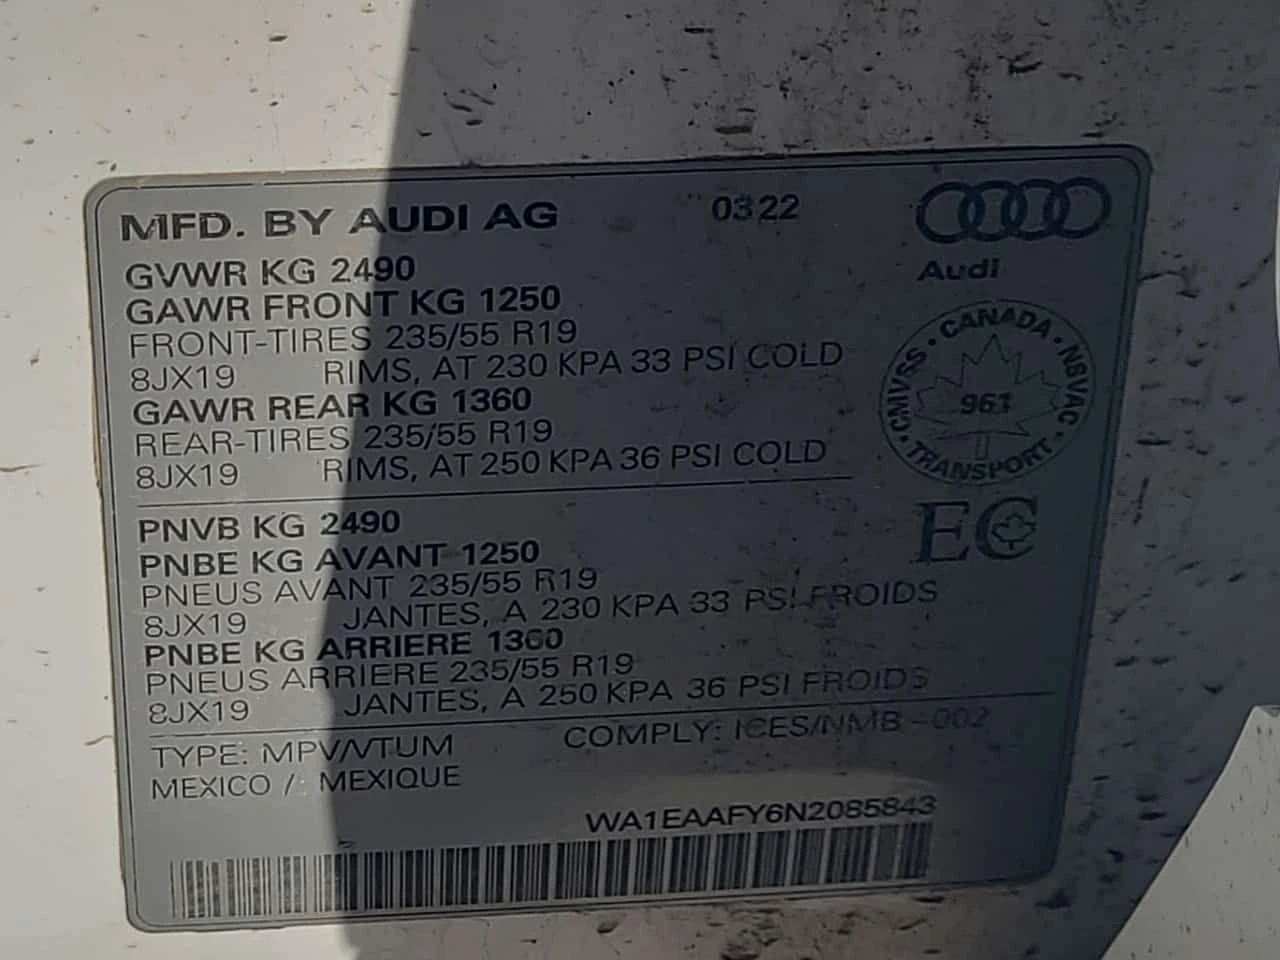 MFD. BY AUDI AG 0322
Audi
GVWR KG 2490
GAWR FRONT KG 1250
FRONT-TIRES 235/55 R19
8JX19 RIMS, AT 230 KPA 33 PSI COLD
GAWR REAR KG 1360
REAR-TIRES 235/55 R19
8JX19 RIMS, AT 250 KPA 36 PSI COLD
CANADA · NSVAC · TRANSPORT · CMVSS ·
961
EC
PNVB KG 2490
PNBE KG AVANT 1250
PNEUS AVANT 235/55 R19
8JX19 JANTES, A 230 KPA 33 PSI FROIDS
PNBE KG ARRIERE 1360
PNEUS ARRIERE 235/55 R19
8JX19 JANTES, A 250 KPA 36 PSI FROIDS
TYPE: MPV/VTUM COMPLY: ICES/NMB-002
MEXICO / MEXIQUE
WA1EAAFY6N2085843